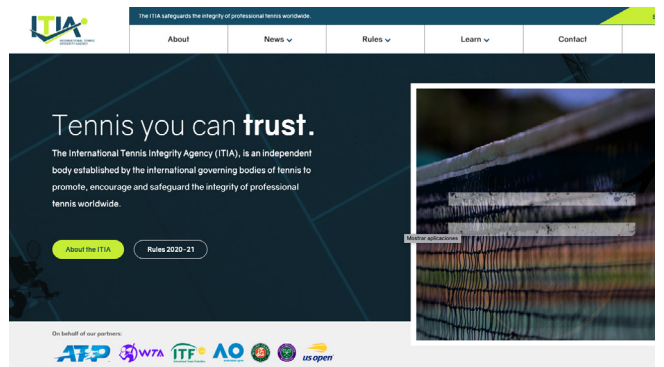 The ITIA safeguards the integrity of professional tennis worldwide.
ITIA
INTERNATIONAL TENNIS
INTEGRITY AGENCY
About
News
Rules
Learn
Contact
Tennis you can trust.
The International Tennis Integrity Agency (ITIA), is an independent
body established by the international governing bodies of tennis to
promote, encourage and safeguard the integrity of professional
tennis worldwide.
About the ITIA
Rules 2020-21
Mostrar aplicaciones
On behalf of our partners:
ATP
WTA
ITF
AO
us open